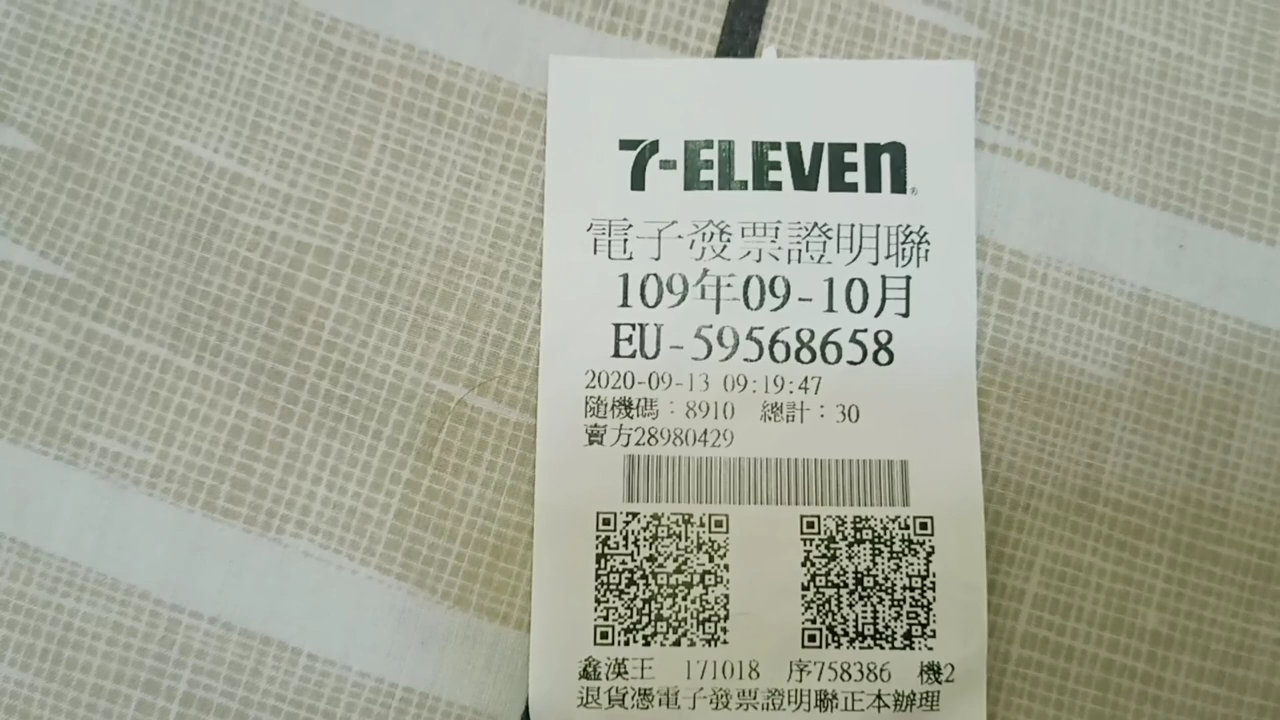 7-ELEVEN®
電子發票證明聯
109年09-10月
EU-59568658
2020-09-13 09:19:47
隨機碼：8910 總計：30
賣方28980429
鑫漢王 171018 序758386 機2
退貨憑電子發票證明聯正本辦理